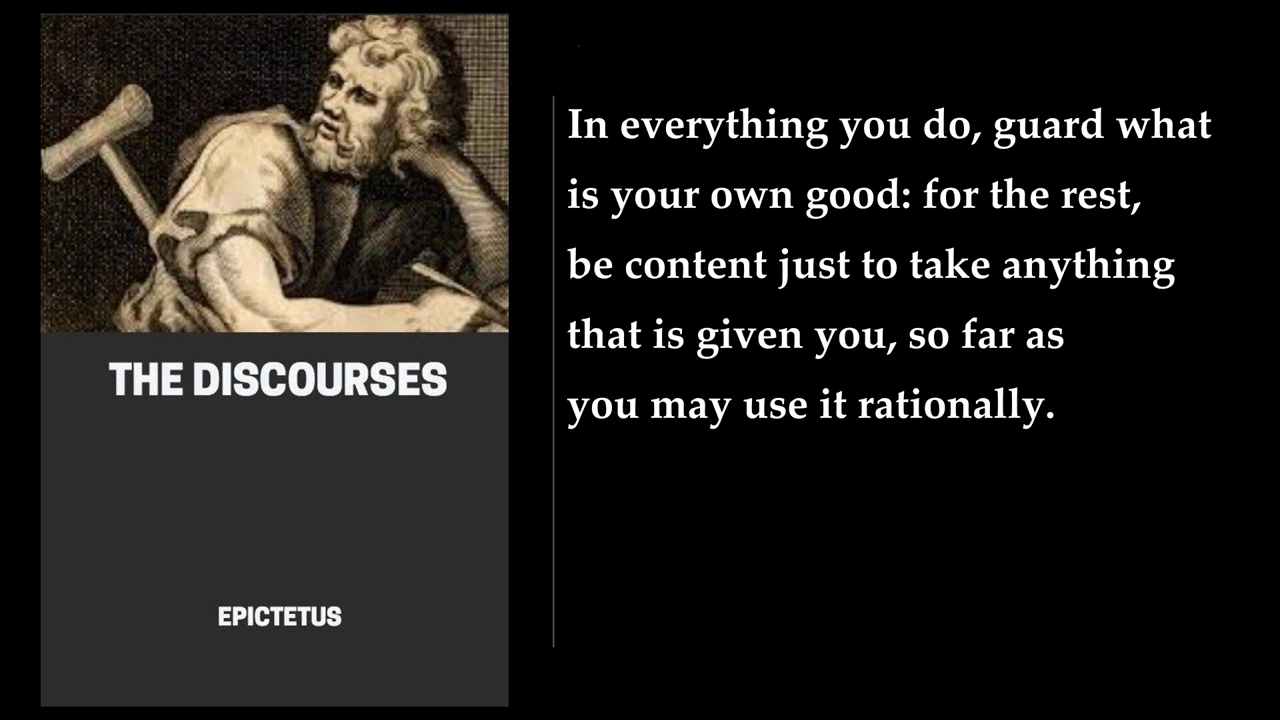 THE DISCOURSES
EPICTETUS
In everything you do, guard what
is your own good: for the rest,
be content just to take anything
that is given you, so far as
you may use it rationally.